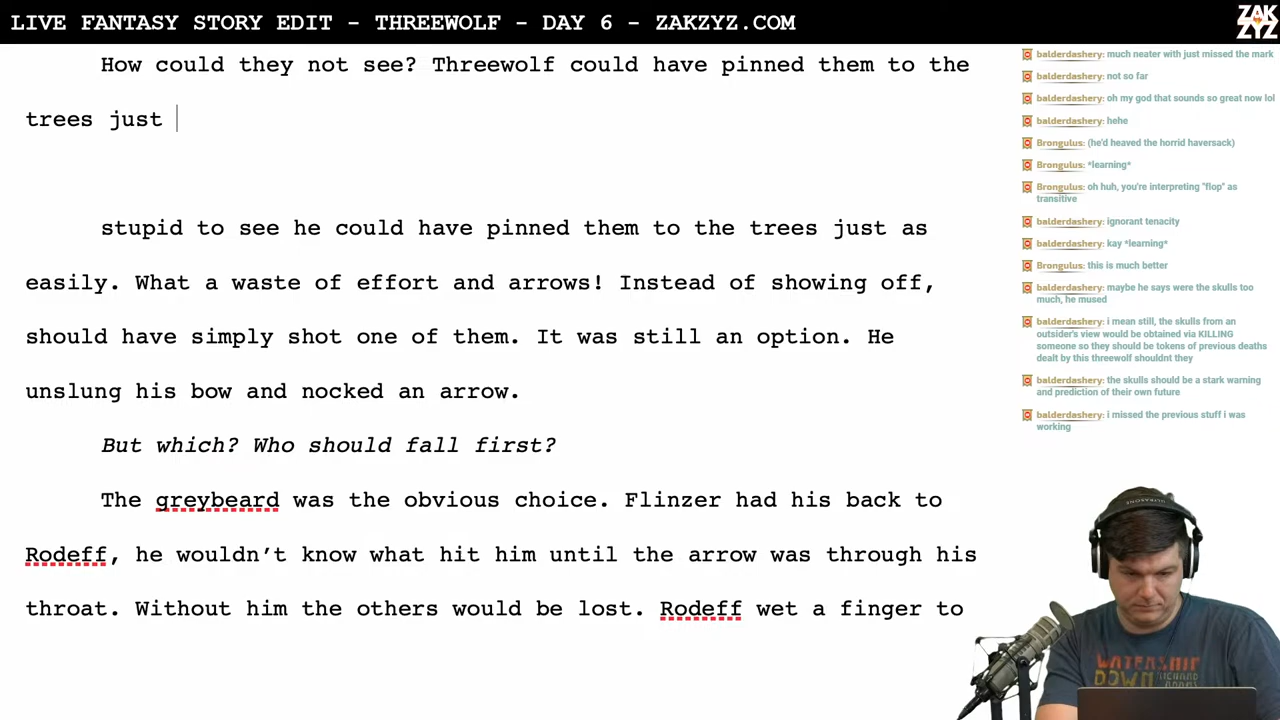 LIVE FANTASY STORY EDIT - THREEWOLF - DAY 6 - ZAKZYZ.COM
ZAK
ZYZ
How could they not se? Threewolf could have pinned them to the
trees just
stupid to see he could have pinned them to the trees just as
easily. What a waste of effort and arrows! Instead of showing off,
should have simply shot one of them. It was still an option. He
unslung his bow and nocked an arrow.
But which? Who should fall first?
The greybeard was the obvious choice. Flinzer had his back to
Rodeff, he wouldn’t know what hit him until the arrow was through his
throat. Without him the others would be lost. Rodeff wet a finger to
balderdashery: much neater with just missed the mark
balderdashery: not so far
balderdashery: oh my god that sounds so great now lol
balderdashery: hehe
Brongulus: (he'd heaved the horrid haversack)
Brongulus: *learning*
Brongulus: oh huh, you're interpreting "flop" as
transitive
balderdashery: ignorant tenacity
balderdashery: kay *learning*
Brongulus: this is much better
balderdashery: maybe he says were the skulls too
much, he mused
balderdashery: i mean still, the skulls from an
outsider's view would be obtained via KILLING
someone so they should be tokens of previous deaths
dealt by this threewolf shouldnt they
balderdashery: the skulls should be a stark warning
and prediction of their own future
balderdashery: i missed the previous stuff i was
working
WATERSHIP
DOWN